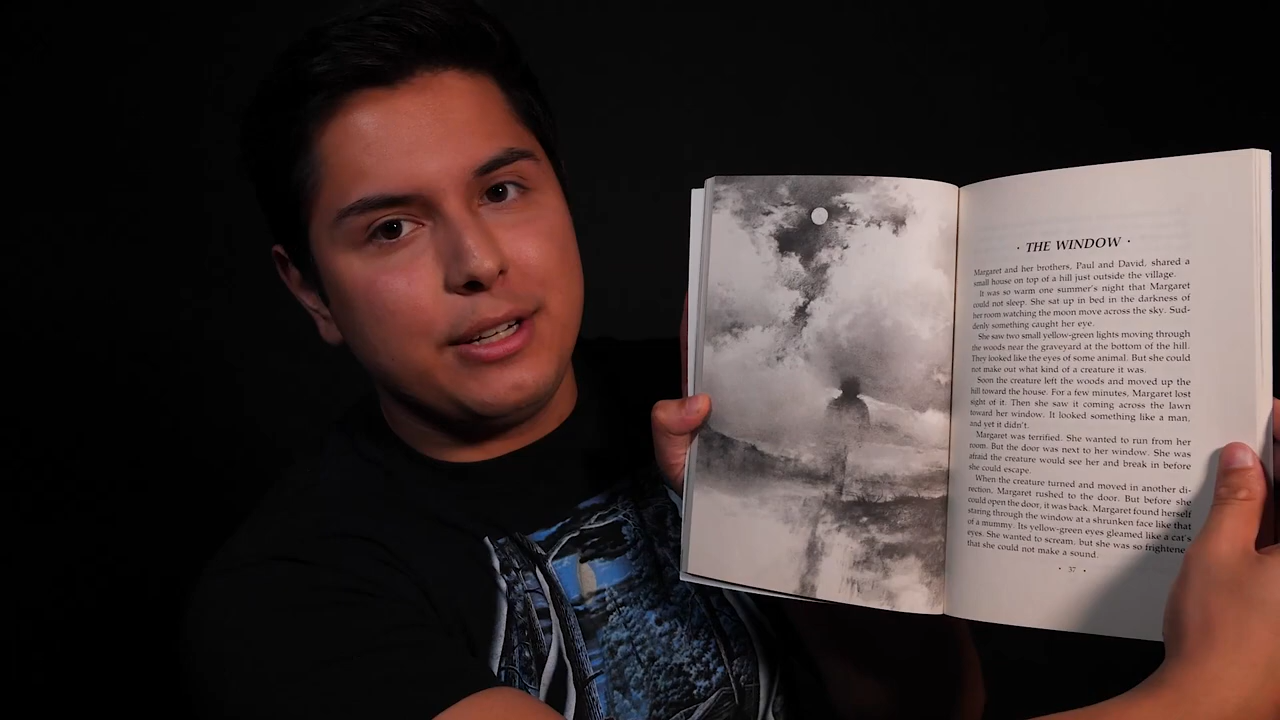 · THE WINDOW ·
Margaret and her brothers, Paul and David, shared a
small house on top of a hill just outside the village.
It was so warm one summer's night that Margaret
could not sleep. She sat up in bed in the darkness of
her room watching the moon move across the sky. Sud-
denly something caught her eye.
She saw two small yellow-green lights moving through
the woods near the graveyard at the bottom of the hill.
They looked like the eyes of some animal. But she could
not make out what kind of a creature it was.
Soon the creature left the woods and moved up the
hill toward the house. For a few minutes, Margaret lost
sight of it. Then she saw it coming across the lawn
toward her window. It looked something like a man,
and yet it didn't.
Margaret was terrified. She wanted to run from her
room. But the door was next to her window. She was
afraid the creature would see her and break in before
she could escape.
When the creature turned and moved in another di-
rection, Margaret rushed to the door. But before she
could open the door, it was back. Margaret found herself
staring through the window at a shrunken face like that
of a mummy. Its yellow-green eyes gleamed like a cat's
eyes. She wanted to scream, but she was so frightene
that she could not make a sound.
· 37 ·